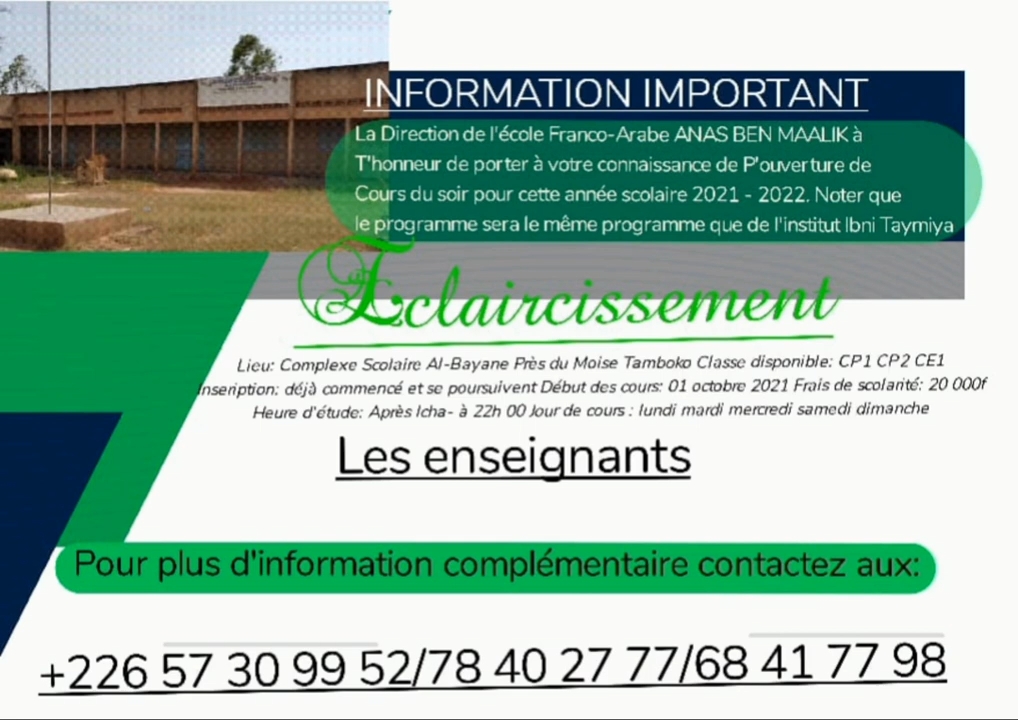 INFORMATION IMPORTANT
La Direction de l'école Franco-Arabe ANAS BEN MAALIK à
T'honneur de porter à votre connaissance de P'ouverture de
Cours du soir pour cette année scolaire 2021 - 2022. Noter que
le programme sera le même programme que de l'institut Ibni Taymiya
Eclaircissement
Lieu: Complexe Scolaire Al-Bayane Près du Moise Tamboko Classe disponible: CP1 CP2 CE1
Inseription: déjà commencé et se poursuivent Début des cours: 01 octobre 2021 Frais de scolarité: 20 000f
Heure d'étude: Après Icha- à 22h 00 Jour de cours : lundi mardi mercredi samedi dimanche
Les enseignants
Pour plus d'information complémentaire contactez aux:
+226 57 30 99 52/78 40 27 77/68 41 77 98